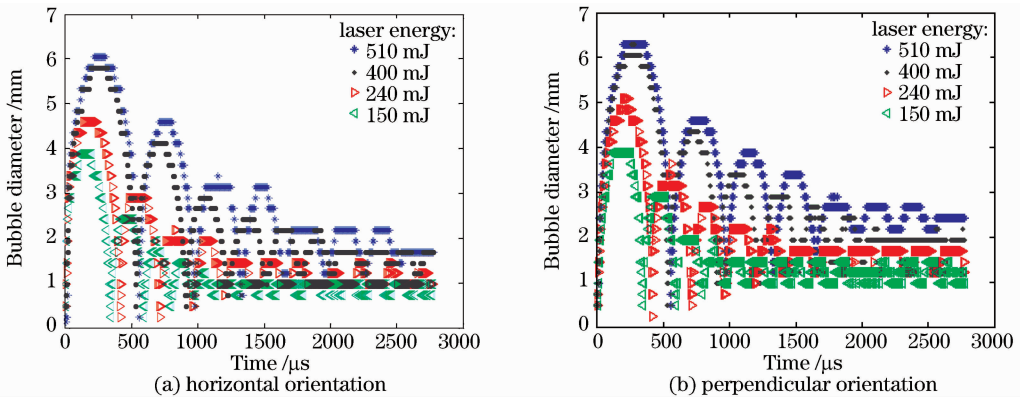 7
6
5
4
3
2
1
0
Bubble diameter /mm
laser energy:
510 mJ
400 mJ
240 mJ
150 mJ
0 500 1000 1500 2000 2500 3000
Time /μs
(a) horizontal orientation
7
6
5
4
3
2
1
0
Bubble diameter /mm
laser energy:
510 mJ
400 mJ
240 mJ
150 mJ
0 500 1000 1500 2000 2500 3000
Time /μs
(b) perpendicular orientation